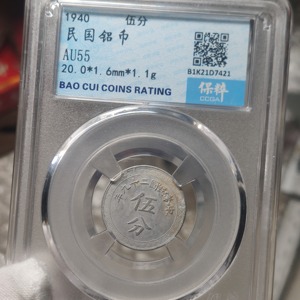 1940 伍分
民国铝币
AU55
20.0*1.6mm*1.1g
B1K21D7421
BAO CUI COINS RATING
保粹
CCGA
伍
分